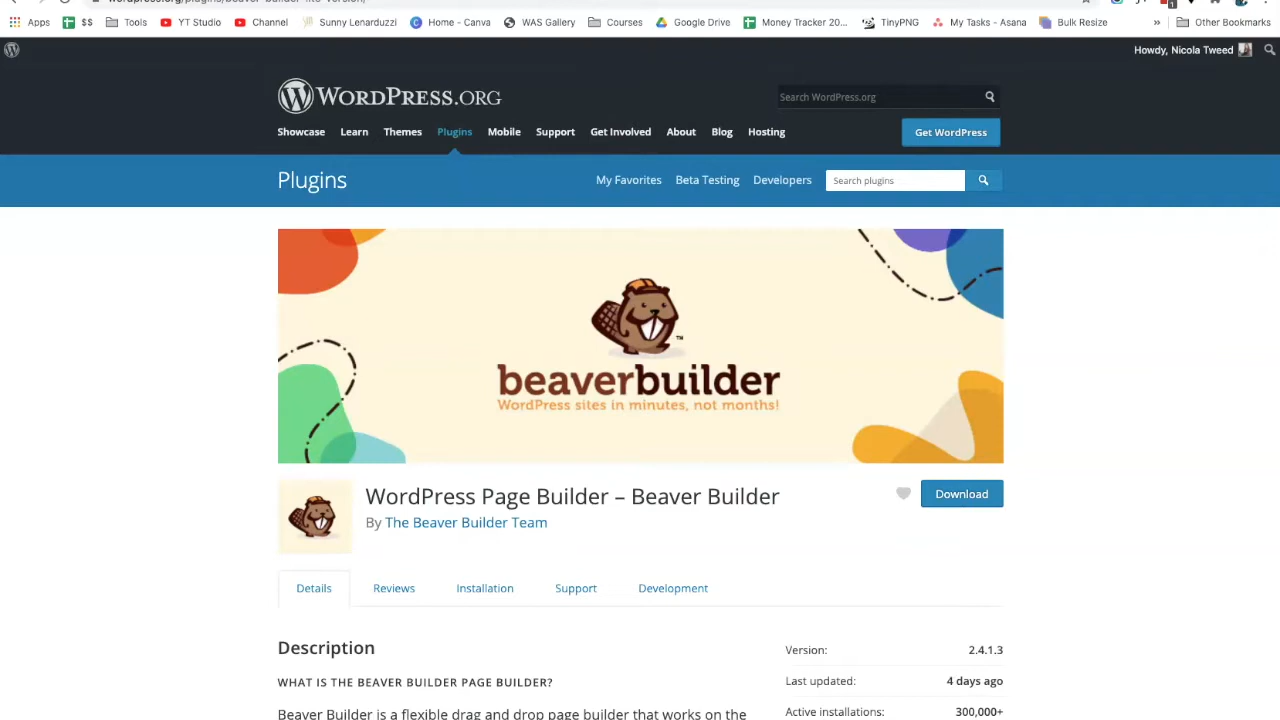 Apps $$ Tools YT Studio Channel Sunny Lenarduzzi Home - Canva WAS Gallery Courses Google Drive Money Tracker 20... TinyPNG My Tasks - Asana Bulk Resize » Other Bookmarks
Howdy, Nicola Tweed
WORDPRESS.ORG
Search WordPress.org
Showcase Learn Themes Plugins Mobile Support Get Involved About Blog Hosting Get WordPress
Plugins My Favorites Beta Testing Developers Search plugins
beaverbuilder
WordPress sites in minutes, not months!
WordPress Page Builder – Beaver Builder
Download
By The Beaver Builder Team
Details Reviews Installation Support Development
Description
Version: 2.4.1.3
WHAT IS THE BEAVER BUILDER PAGE BUILDER?
Last updated: 4 days ago
Active installations: 300,000+
Beaver Builder is a flexible drag and drop page builder that works on the